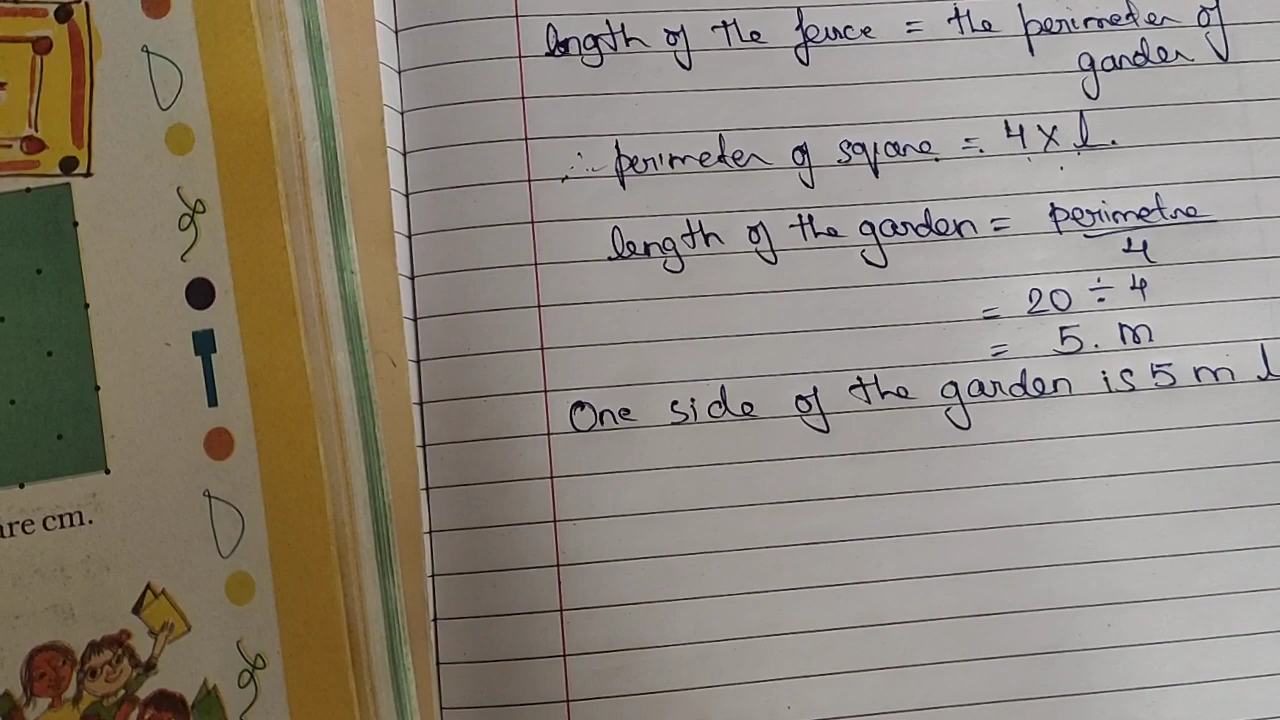 length of the fence = the perimeter of
garden
∴ perimeter of square = 4 x l.
length of the garden = perimetre
4
= 20 ÷ 4
= 5. m
One side of the garden is 5 m l
are cm.